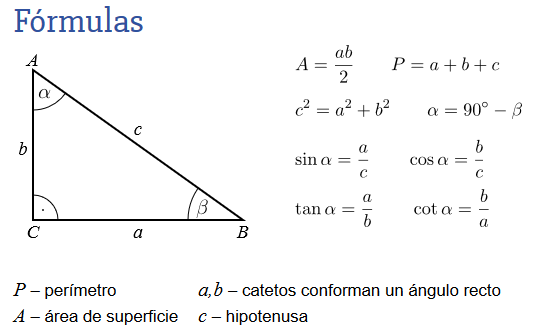 Fórmulas
A
α
b
c
β
C
a
B
A = ab/2 P = a + b + c
c² = a² + b² α = 90° − β
sin α = a/c cos α = b/c
tan α = a/b cot α = b/a
P – perímetro a,b – catetos conforman un ángulo recto
A – área de superficie c – hipotenusa